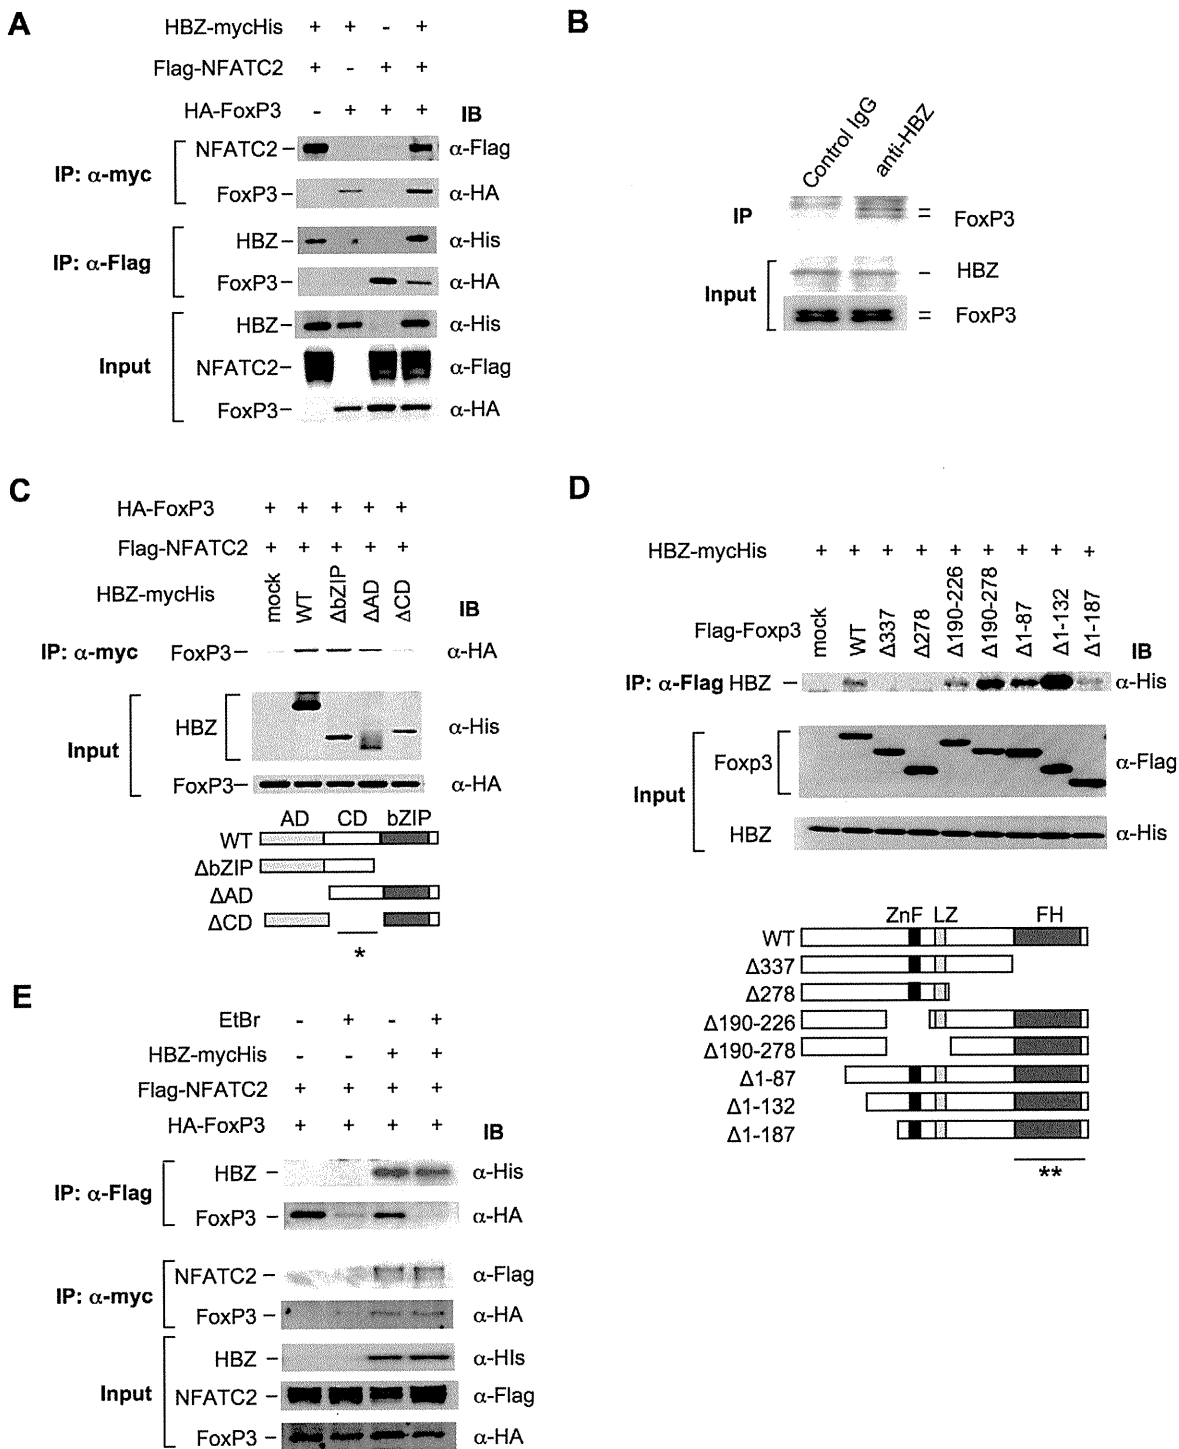 A
HBZ-mycHis + + - +
Flag-NFATC2 + - + +
HA-FoxP3 - + + + IB
IP: α-myc
NFATC2 – α-Flag
FoxP3 – α-HA
IP: α-Flag
HBZ – α-His
FoxP3 – α-HA
Input
HBZ – α-His
NFATC2 – α-Flag
FoxP3 – α-HA
B
Control IgG
anti-HBZ
IP = FoxP3
Input
– HBZ
= FoxP3
C
HA-FoxP3 + + + + +
Flag-NFATC2 + + + + +
HBZ-mycHis mock WT ΔbZIP ΔAD ΔCD IB
IP: α-myc FoxP3 – α-HA
Input
HBZ α-His
FoxP3 – α-HA
AD CD bZIP
WT
ΔbZIP
ΔAD
ΔCD
*
D
HBZ-mycHis + + + + + + + + +
Flag-Foxp3 mock WT Δ337 Δ278 Δ190-226 Δ190-278 Δ1-87 Δ1-132 Δ1-187 IB
IP: α-Flag HBZ – α-His
Input
Foxp3 α-Flag
HBZ α-His
ZnF LZ FH
WT
Δ337
Δ278
Δ190-226
Δ190-278
Δ1-87
Δ1-132
Δ1-187
**
E
EtBr - + - +
HBZ-mycHis - - + +
Flag-NFATC2 + + + +
HA-FoxP3 + + + + IB
IP: α-Flag
HBZ – α-His
FoxP3 – α-HA
IP: α-myc
NFATC2 – α-Flag
FoxP3 – α-HA
Input
HBZ – α-HIs
NFATC2 – α-Flag
FoxP3 – α-HA